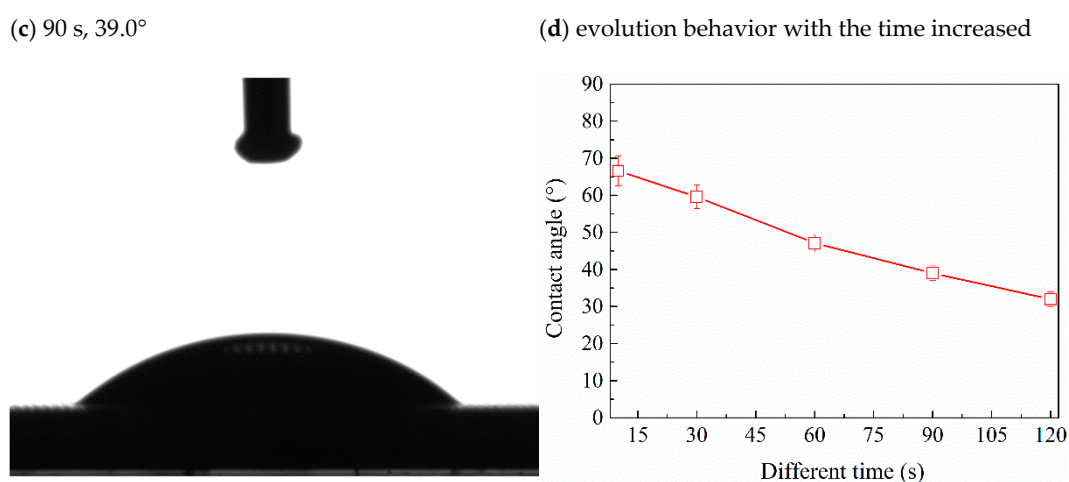 (c) 90 s, 39.0°
(d) evolution behavior with the time increased
90
80
70
60
50
40
30
20
10
0
Contact angle (°)
15 30 45 60 75 90 105 120
Different time (s)